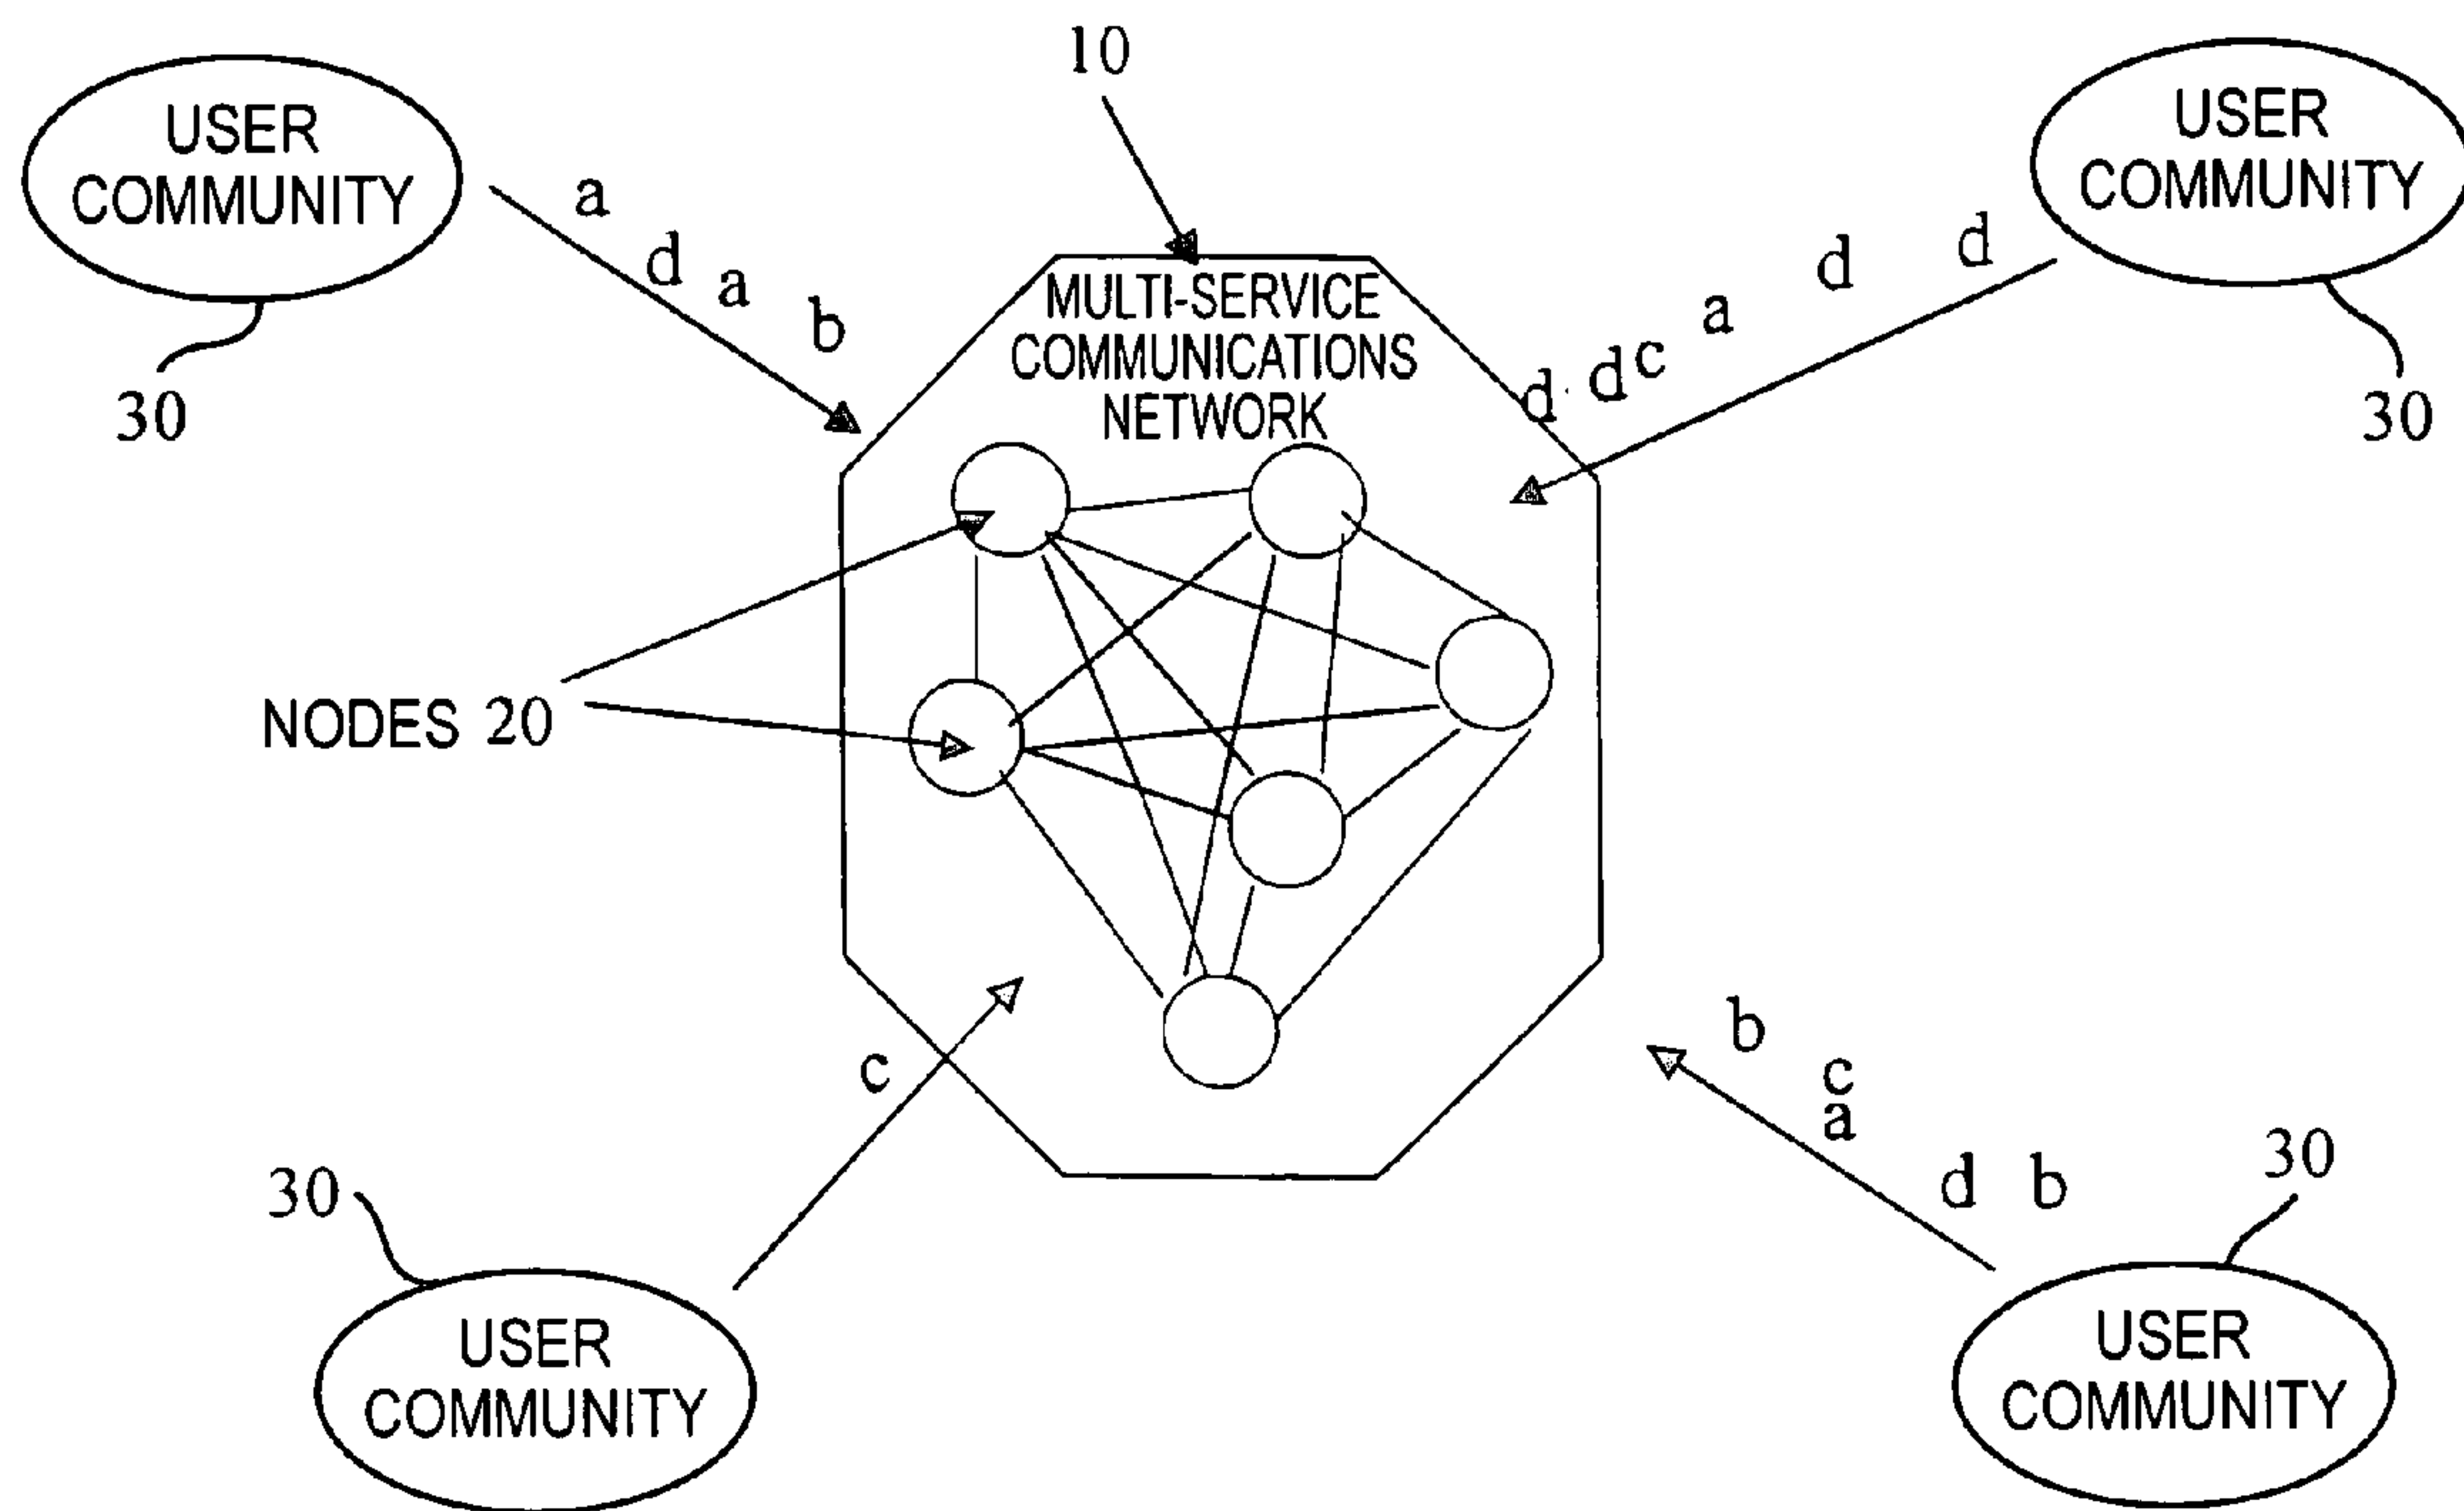 10
USER
COMMUNITY
USER
COMMUNITY
a
d
a
b
d
d
a
c
d
d
MULTI-SERVICE
COMMUNICATIONS
NETWORK
30
30
NODES 20
c
b
c
a
d
b
30
30
USER
COMMUNITY
USER
COMMUNITY